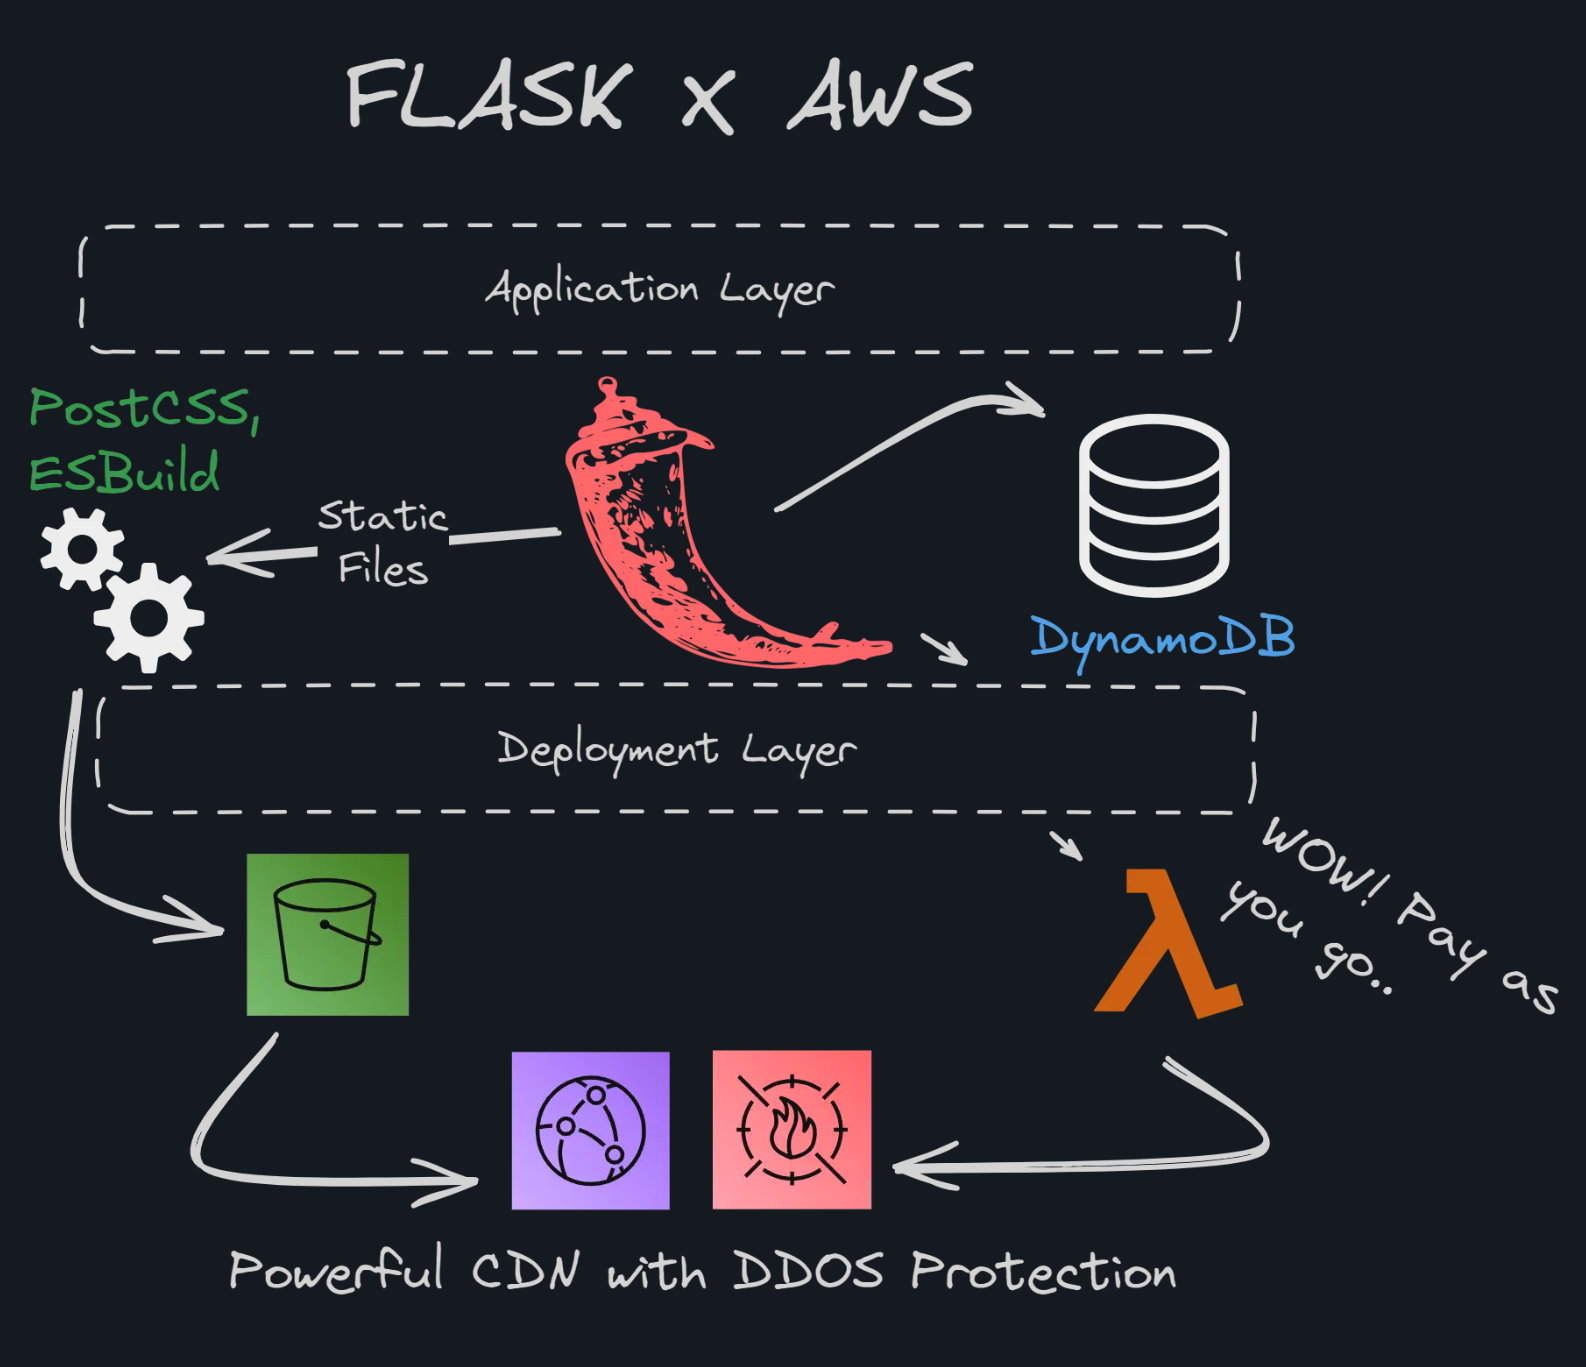 FLASK X AWS
Application Layer
PostCSS,
ESBuild
Static
Files
DynamoDB
Deployment Layer
WOW! Pay as
you go..
Powerful CDN with DDOS Protection